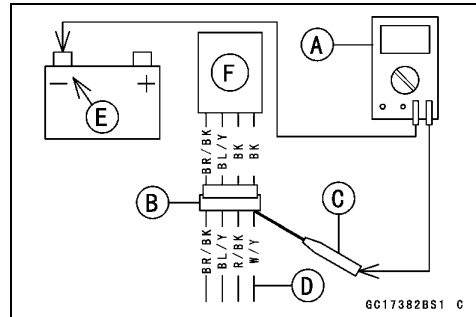 A
F
− +
E
BR/BK BL/Y BK BK
B
C
BR/BK BL/Y R/BK W/Y
D
GC17382BS1 C